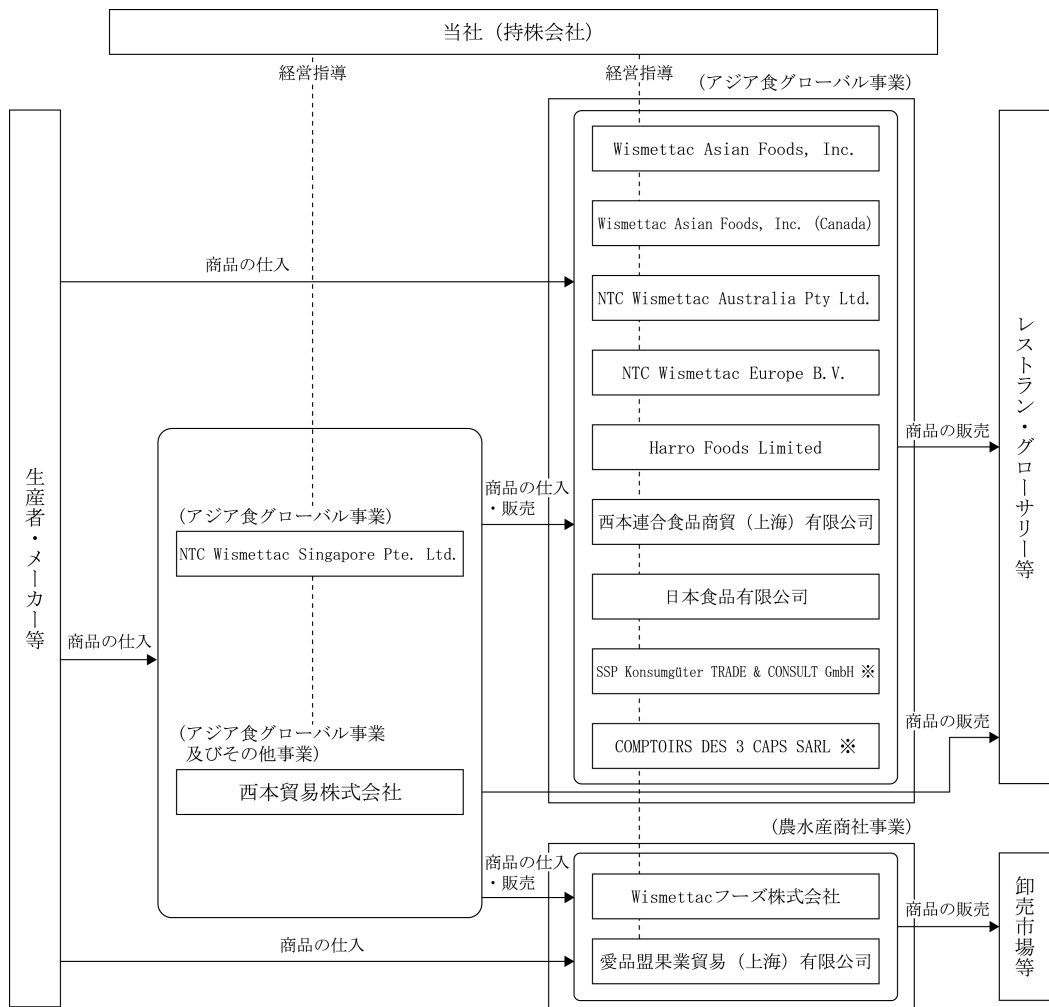 当社（持株会社）
経営指導
経営指導
(アジア食グローバル事業)
Wismettac Asian Foods, Inc.
Wismettac Asian Foods, Inc. (Canada)
商品の仕入
NTC Wismettac Australia Pty Ltd.
NTC Wismettac Europe B.V.
Harro Foods Limited
商品の販売
レストラン・グローサリー等
生産者・メーカー等
商品の仕入
・販売
(アジア食グローバル事業)
NTC Wismettac Singapore Pte. Ltd.
西本連合食品商貿（上海）有限公司
日本食品有限公司
商品の仕入
SSP Konsumgüter TRADE & CONSULT GmbH ※
商品の販売
(アジア食グローバル事業
及びその他事業)
COMPTOIRS DES 3 CAPS SARL ※
西本貿易株式会社
(農水産商社事業)
商品の仕入
・販売
Wismettacフーズ株式会社
商品の販売
卸売市場等
商品の仕入
愛品盟果業貿易（上海）有限公司